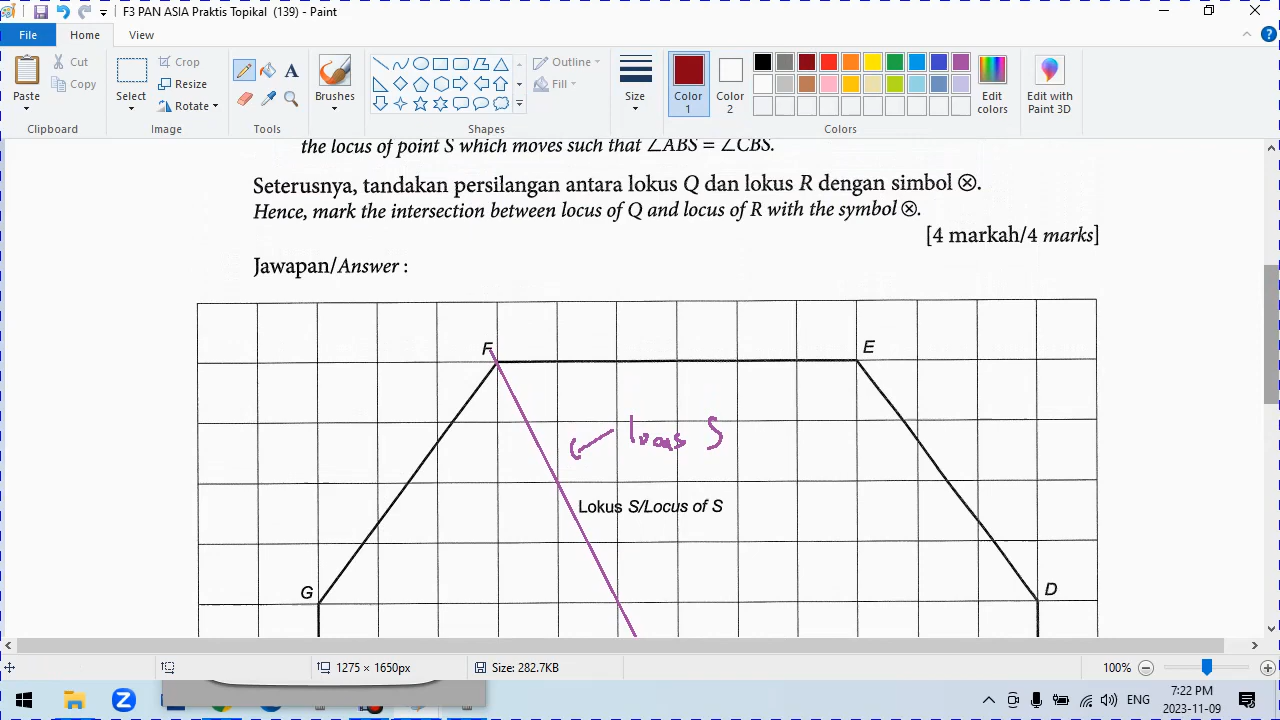 F3 PAN ASIA Praktis Topikal (139) - Paint
File Home View
Paste
Cut
Copy
Clipboard
Select
Crop
Resize
Rotate
Image
A
Tools
Brushes
Outline
Fill
Shapes
Size
Color 1
Color 2
Edit colors
Colors
Edit with Paint 3D
the locus of point S which moves such that ∠ABS = ∠CBS.
Seterusnya, tandakan persilangan antara lokus Q dan lokus R dengan simbol ⊗.
Hence, mark the intersection between locus of Q and locus of R with the symbol ⊗.
[4 markah/4 marks]
Jawapan/Answer :
F
E
locus S
Lokus S/Locus of S
G
D
1275 × 1650px
Size: 282.7KB
100%
ENG
7:22 PM
2023-11-09